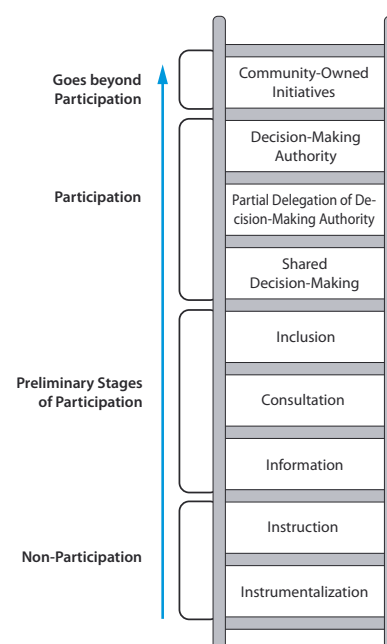 Goes beyond
Participation
Community-Owned
Initiatives
Participation
Decision-Making
Authority
Partial Delegation of De-
cision-Making Authority
Shared
Decision-Making
Preliminary Stages
of Participation
Inclusion
Consultation
Information
Non-Participation
Instruction
Instrumentalization